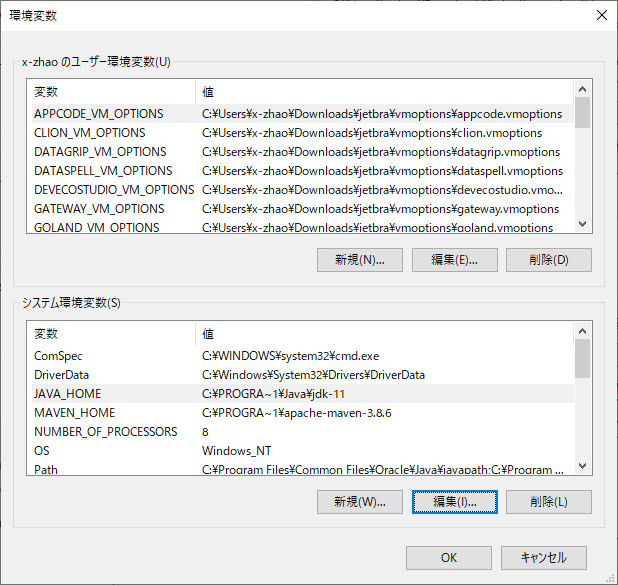 環境変数
x-zhao のユーザー環境変数(U)
変数 値
APPCODE_VM_OPTIONS C:¥Users¥x-zhao¥Downloads¥jetbra¥vmoptions¥appcode.vmoptions
CLION_VM_OPTIONS C:¥Users¥x-zhao¥Downloads¥jetbra¥vmoptions¥clion.vmoptions
DATAGRIP_VM_OPTIONS C:¥Users¥x-zhao¥Downloads¥jetbra¥vmoptions¥datagrip.vmoptions
DATASPELL_VM_OPTIONS C:¥Users¥x-zhao¥Downloads¥jetbra¥vmoptions¥dataspell.vmoptions
DEVECOSTUDIO_VM_OPTIONS C:¥Users¥x-zhao¥Downloads¥jetbra¥vmoptions¥devecostudio.vmo...
GATEWAY_VM_OPTIONS C:¥Users¥x-zhao¥Downloads¥jetbra¥vmoptions¥gateway.vmoptions
GOLAND_VM_OPTIONS C:¥Users¥x-zhao¥Downloads¥jetbra¥vmoptions¥goland.vmoptions
新規(N)... 編集(E)... 削除(D)
システム環境変数(S)
変数 値
ComSpec C:¥WINDOWS¥system32¥cmd.exe
DriverData C:¥Windows¥System32¥Drivers¥DriverData
JAVA_HOME C:¥PROGRA~1¥Java¥jdk-11
MAVEN_HOME C:¥PROGRA~1¥apache-maven-3.8.6
NUMBER_OF_PROCESSORS 8
OS Windows_NT
Path C:¥Program Files¥Common Files¥Oracle¥Java¥javapath;C:¥Program ...
新規(W)... 編集(I)... 削除(L)
OK キャンセル